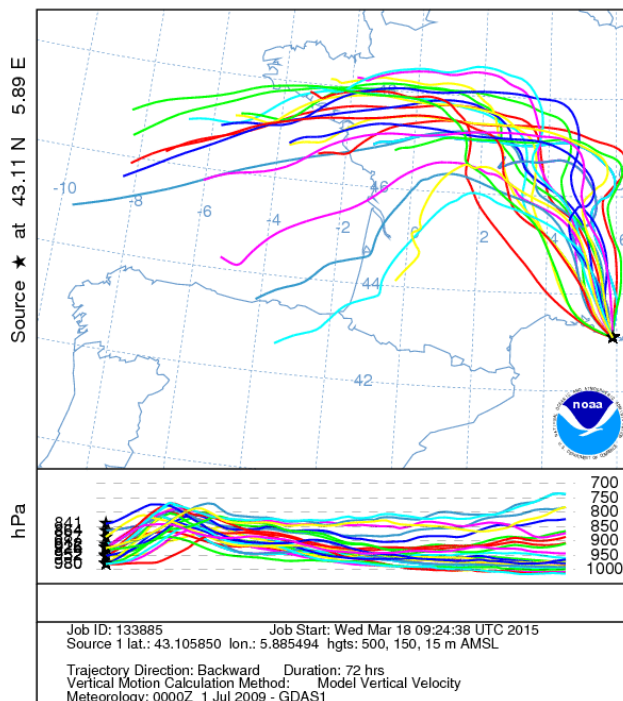 Source ★ at 43.11 N 5.89 E
-10
-8
-6
-4
-2
0
2
46
44
42
noaa
hPa
841
980
700
750
800
850
900
950
1000
Job ID: 133885 Job Start: Wed Mar 18 09:24:38 UTC 2015
Source 1 lat.: 43.105850 lon.: 5.885494 hgts: 500, 150, 15 m AMSL
Trajectory Direction: Backward Duration: 72 hrs
Vertical Motion Calculation Method: Model Vertical Velocity
Meteorology: 0000Z 1 Jul 2009 - GDAS1